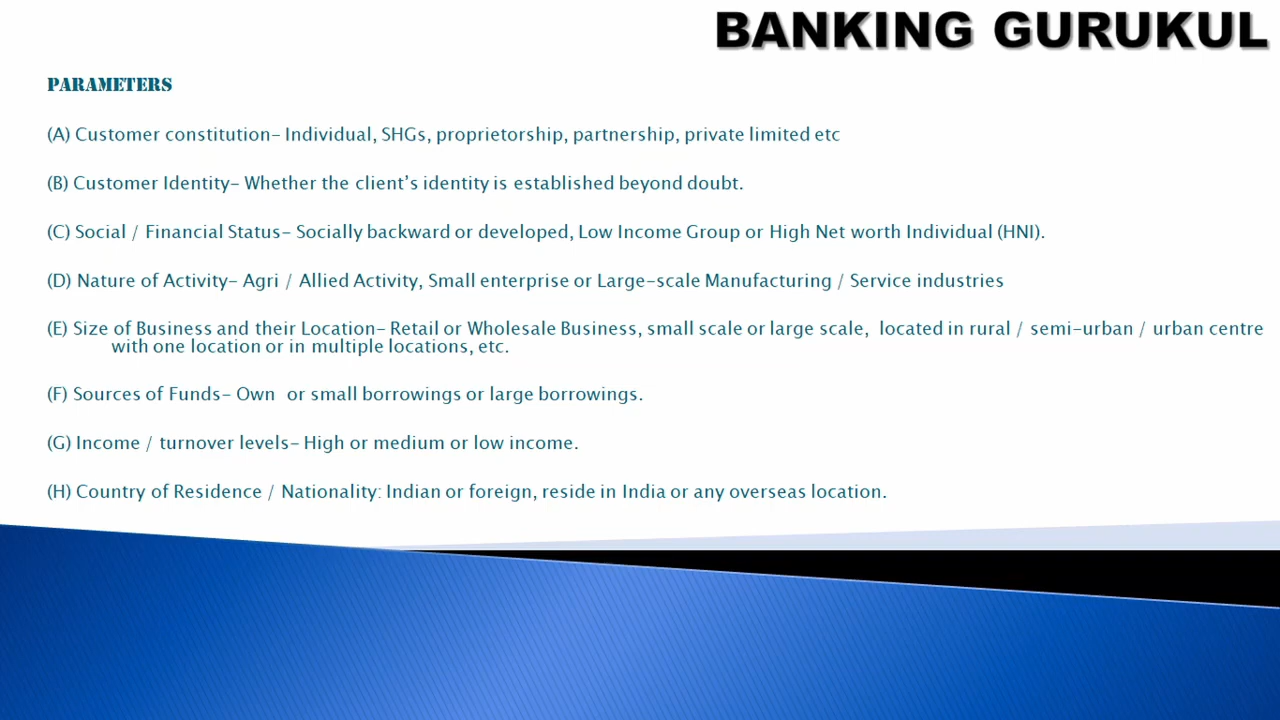 BANKING GURUKUL
PARAMETERS
(A) Customer constitution– Individual, SHGs, proprietorship, partnership, private limited etc
(B) Customer Identity– Whether the client’s identity is established beyond doubt.
(C) Social / Financial Status– Socially backward or developed, Low Income Group or High Net worth Individual (HNI).
(D) Nature of Activity– Agri / Allied Activity, Small enterprise or Large-scale Manufacturing / Service industries
(E) Size of Business and their Location– Retail or Wholesale Business, small scale or large scale, located in rural / semi-urban / urban centre
with one location or in multiple locations, etc.
(F) Sources of Funds– Own or small borrowings or large borrowings.
(G) Income / turnover levels– High or medium or low income.
(H) Country of Residence / Nationality: Indian or foreign, reside in India or any overseas location.